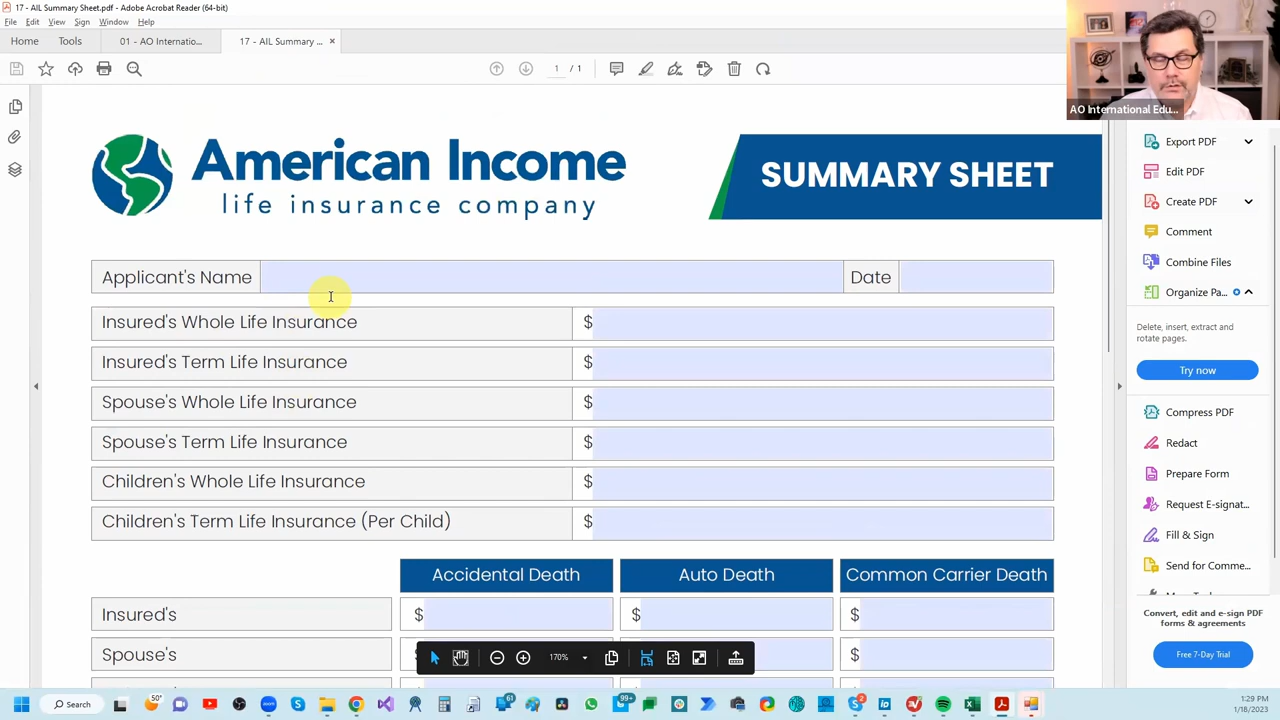 17 - AIL Summary Sheet.pdf - Adobe Acrobat Reader (64-bit)
File Edit View Sign Window Help
Home Tools 01 - AO Internatio... 17 - AIL Summary ... ×
1 / 1
AO International Edu...
American Income
life insurance company
SUMMARY SHEET
Applicant's Name Date
Insured's Whole Life Insurance $
Insured's Term Life Insurance $
Spouse's Whole Life Insurance $
Spouse's Term Life Insurance $
Children's Whole Life Insurance $
Children's Term Life Insurance (Per Child) $
Accidental Death Auto Death Common Carrier Death
Insured's $ $ $
Spouse's $
170%
Export PDF
Edit PDF
Create PDF
Comment
Combine Files
Organize Pa...
Delete, insert, extract and
rotate pages.
Try now
Compress PDF
Redact
Prepare Form
Request E-signat...
Fill & Sign
Send for Comme...
Convert, edit and e-sign PDF
forms & agreements
Free 7-Day Trial
Search
50°
61
99+
2
1:29 PM
1/18/2023